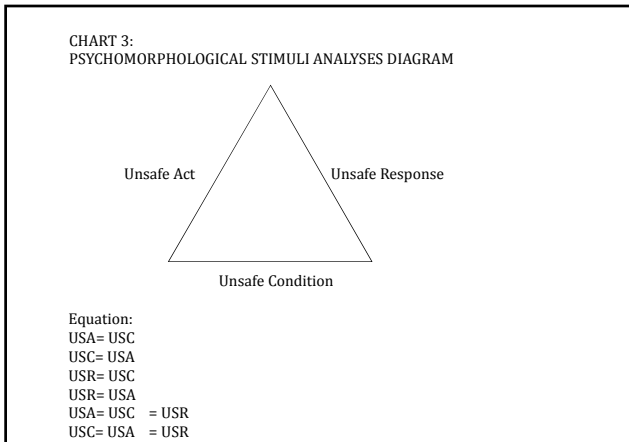 CHART 3:
PSYCHOMORPHOLOGICAL STIMULI ANALYSES DIAGRAM
Unsafe Act
Unsafe Response
Unsafe Condition
Equation:
USA= USC
USC= USA
USR= USC
USR= USA
USA= USC = USR
USC= USA = USR